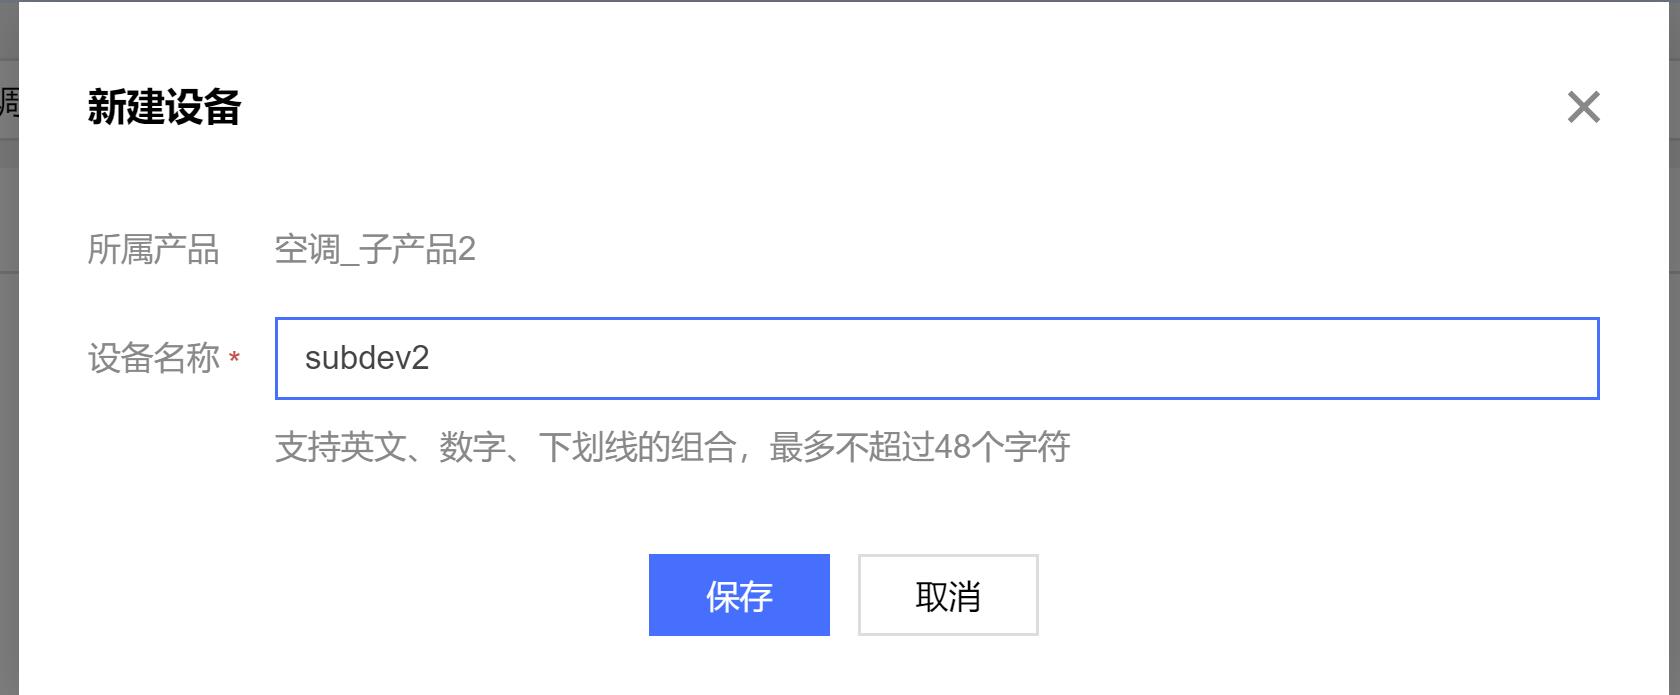 调
新建设备
所属产品 空调_子产品2
设备名称 *
subdev2
支持英文、数字、下划线的组合，最多不超过48个字符
保存 取消